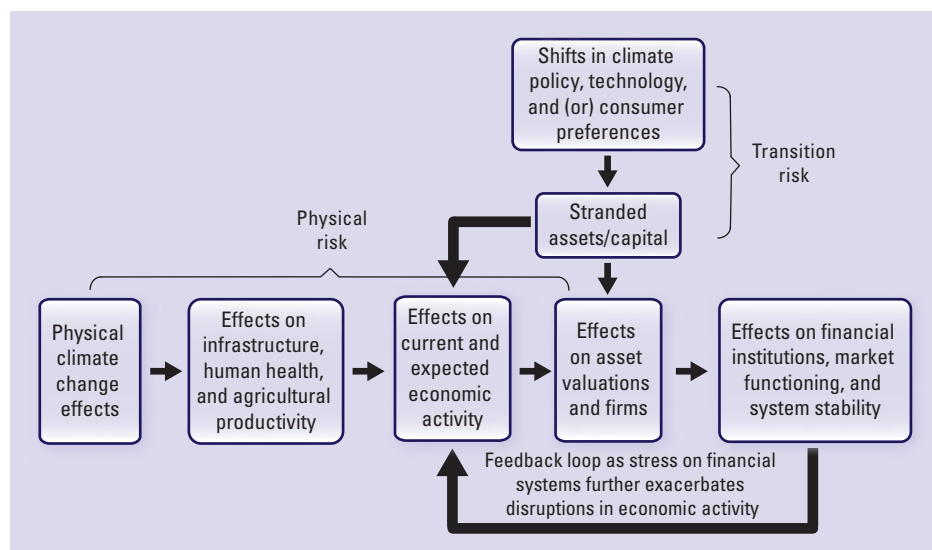 Shifts in climate
policy, technology,
and (or) consumer
preferences
Transition
risk
Stranded
assets/capital
Physical
risk
Physical
climate
change
effects
Effects on
infrastructure,
human health,
and agricultural
productivity
Effects on
current and
expected
economic
activity
Effects
on asset
valuations
and firms
Effects on financial
institutions, market
functioning, and
system stability
Feedback loop as stress on financial
systems further exacerbates
disruptions in economic activity